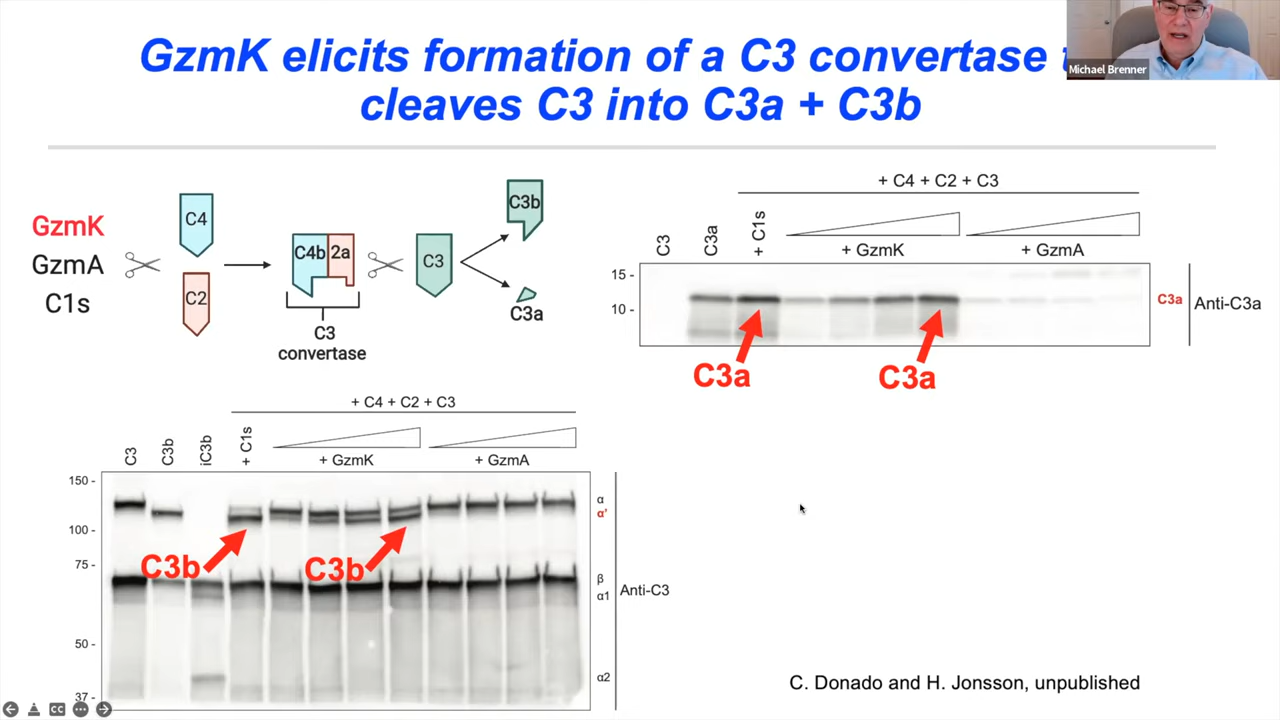 GzmK elicits formation of a C3 convertase
cleaves C3 into C3a + C3b
Michael Brenner
GzmK
GzmA
C1s
C4
C2
C4b
2a
C3
convertase
C3
C3b
C3a
+ C4 + C2 + C3
C3
C3a
+ C1s
+ GzmK
+ GzmA
15 -
10 -
C3a
Anti-C3a
C3a
C3a
+ C4 + C2 + C3
C3
C3b
iC3b
+ C1s
+ GzmK
+ GzmA
150 -
100 -
75 -
50 -
37 -
C3b
C3b
α
α'
β
α1
α2
Anti-C3
C. Donado and H. Jonsson, unpublished
CC